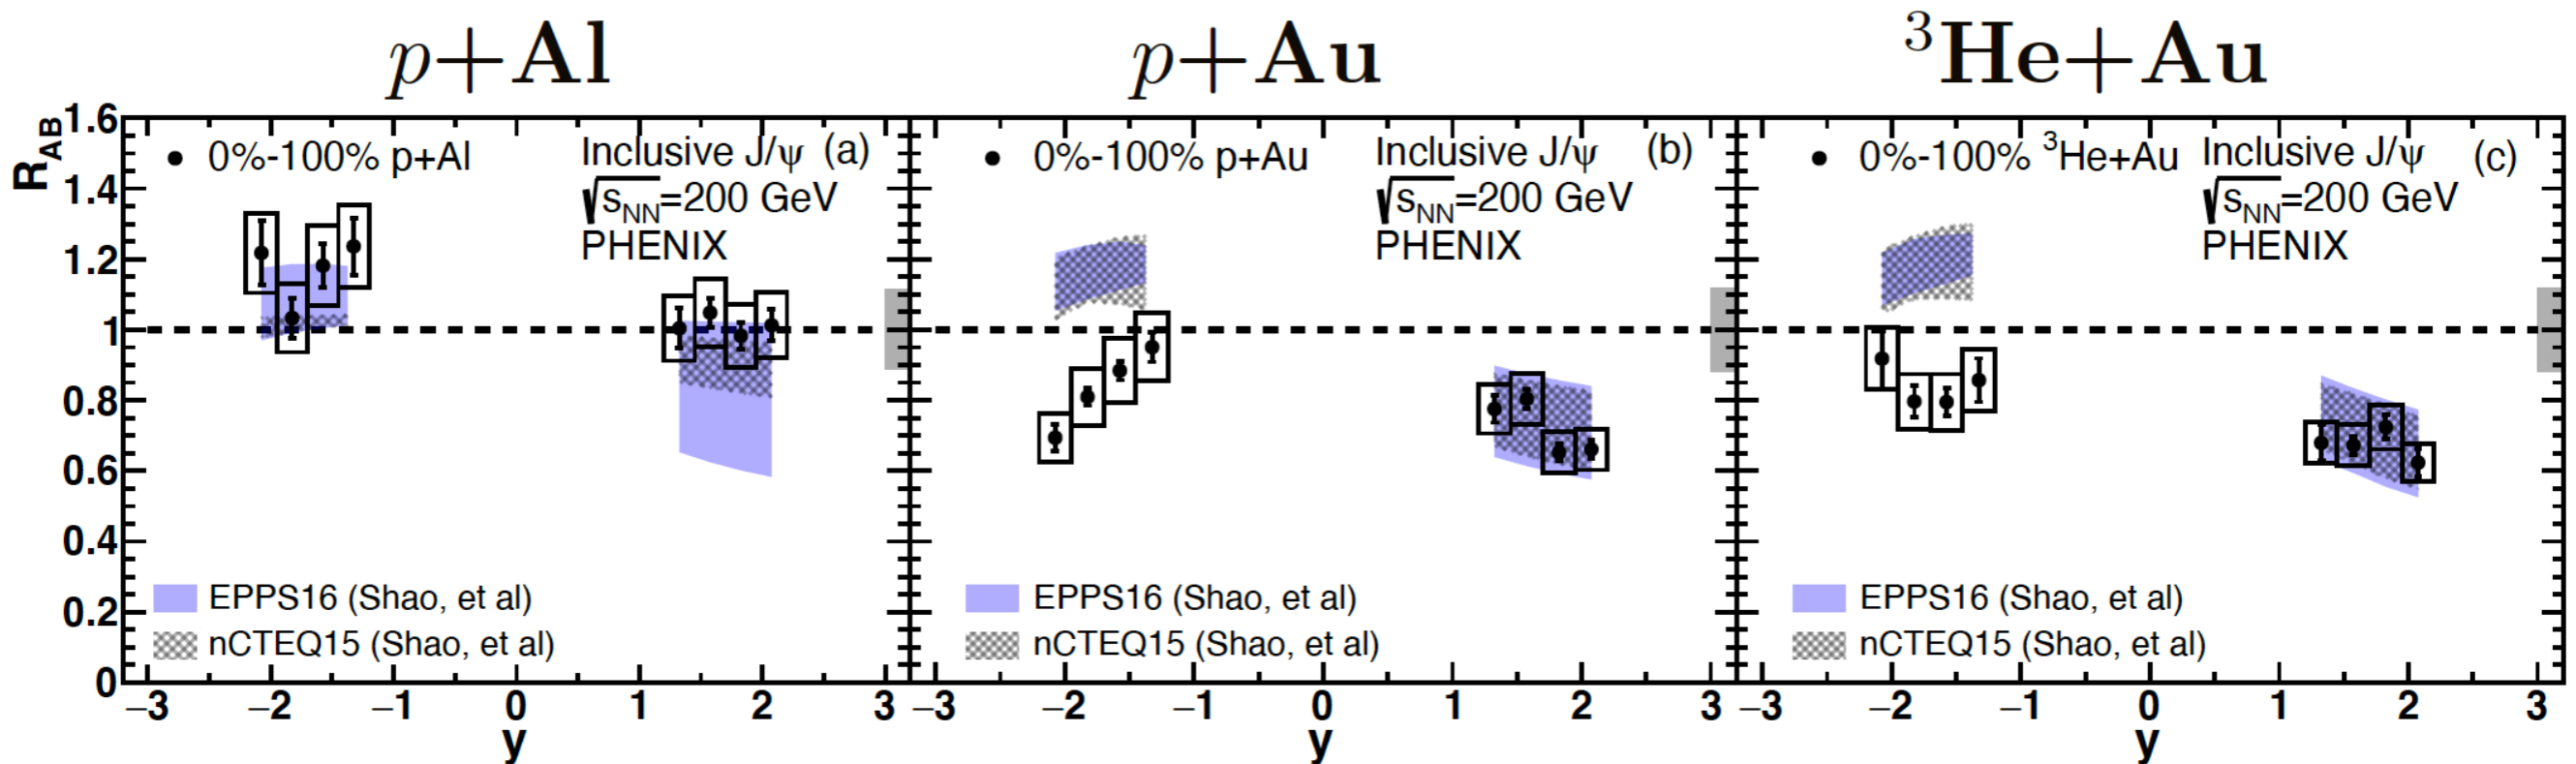 p+Al
p+Au
³He+Au
R_AB
1.6
1.4
1.2
1
0.8
0.6
0.4
0.2
0
0%-100% p+Al
Inclusive J/ψ (a)
√s_NN=200 GeV
PHENIX
EPPS16 (Shao, et al)
nCTEQ15 (Shao, et al)
−3 −2 −1 0 1 2 3
y
0%-100% p+Au
Inclusive J/ψ (b)
√s_NN=200 GeV
PHENIX
EPPS16 (Shao, et al)
nCTEQ15 (Shao, et al)
−3 −2 −1 0 1 2 3
y
0%-100% ³He+Au
Inclusive J/ψ (c)
√s_NN=200 GeV
PHENIX
EPPS16 (Shao, et al)
nCTEQ15 (Shao, et al)
−3 −2 −1 0 1 2 3
y